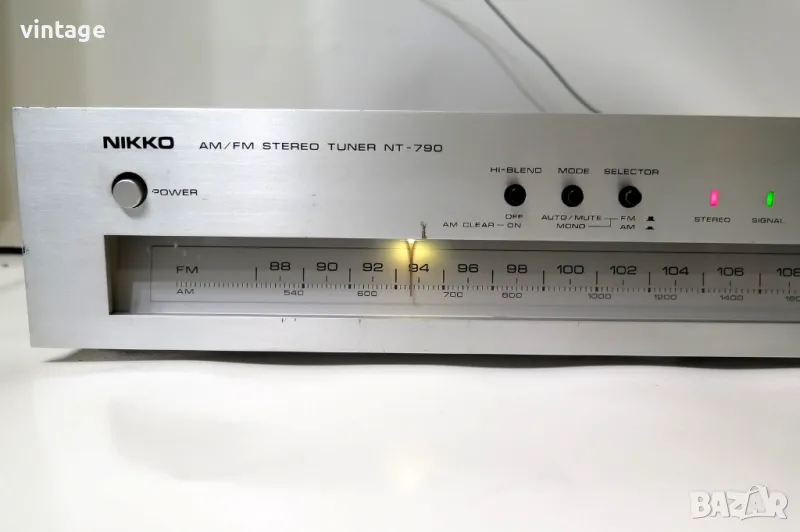 vintage
NIKKO AM/FM STEREO TUNER NT-790
POWER
HI-BLEND MODE SELECTOR
OFF
AM CLEAR ON
AUTO/MUTE FM
MONO AM
STEREO SIGNAL
FM 88 90 92 94 96 98 100 102 104 106 108
AM 540 600 700 800 1000 1200 1400
BAZAR